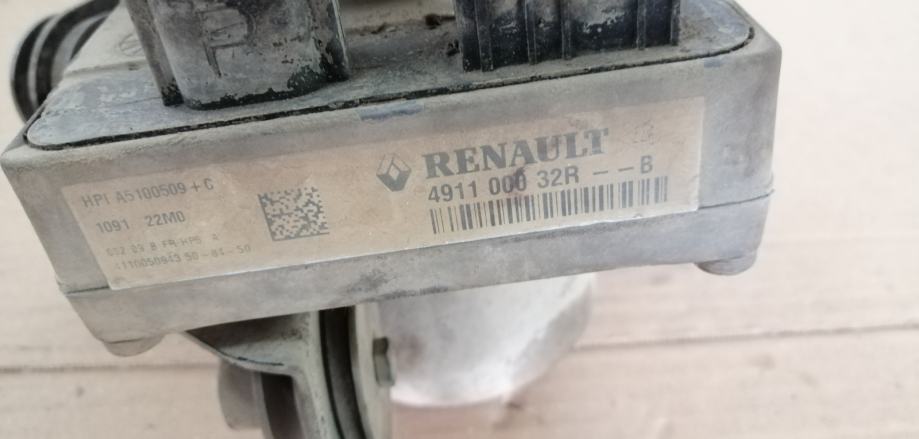 HPI A5100509 + C
1091 22M0
RENAULT
4911 000 32R -- B